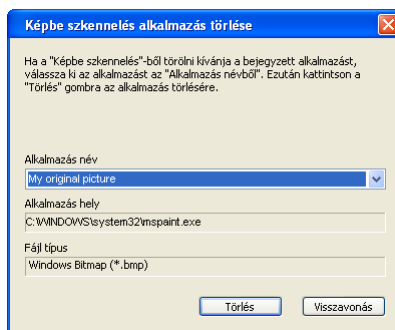 Képbe szkennelés alkalmazás törlése
Ha a "Képbe szkennelés"-ből törölni kívánja a bejegyzett alkalmazást,
válassza ki az alkalmazást az "Alkalmazás névből". Ezután kattintson a
"Törlés" gombra az alkalmazás törlésére.
Alkalmazás név
My original picture
Alkalmazás hely
C:\WINDOWS\system32\mspaint.exe
Fájl típus
Windows Bitmap (*.bmp)
Törlés Visszavonás